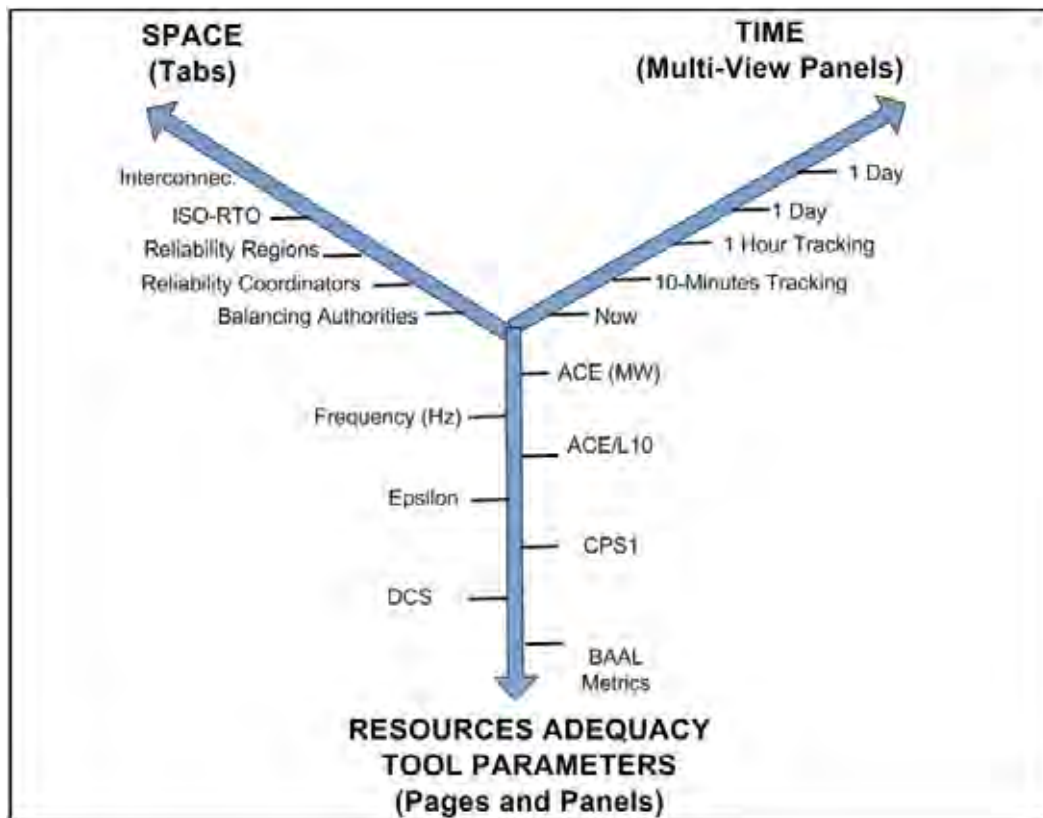 SPACE
(Tabs)
TIME
(Multi-View Panels)
Interconnec.
ISO-RTO
Reliability Regions
Reliability Coordinators
Balancing Authorities
1 Day
1 Day
1 Hour Tracking
10-Minutes Tracking
Now
ACE (MW)
Frequency (Hz)
ACE/L10
Epsilon
CPS1
DCS
BAAL
Metrics
RESOURCES ADEQUACY
TOOL PARAMETERS
(Pages and Panels)